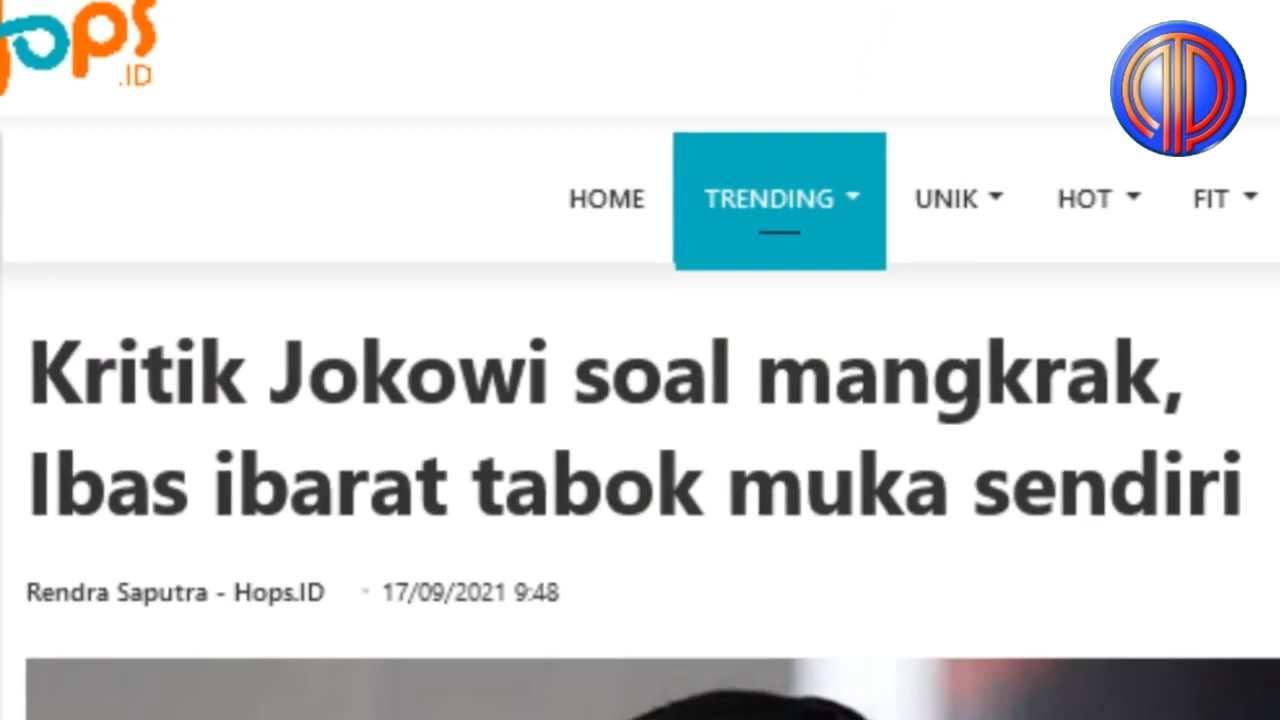 Hops
.ID
HOME TRENDING UNIK HOT FIT
Kritik Jokowi soal mangkrak,
Ibas ibarat tabok muka sendiri
Rendra Saputra - Hops.ID - 17/09/2021 9:48